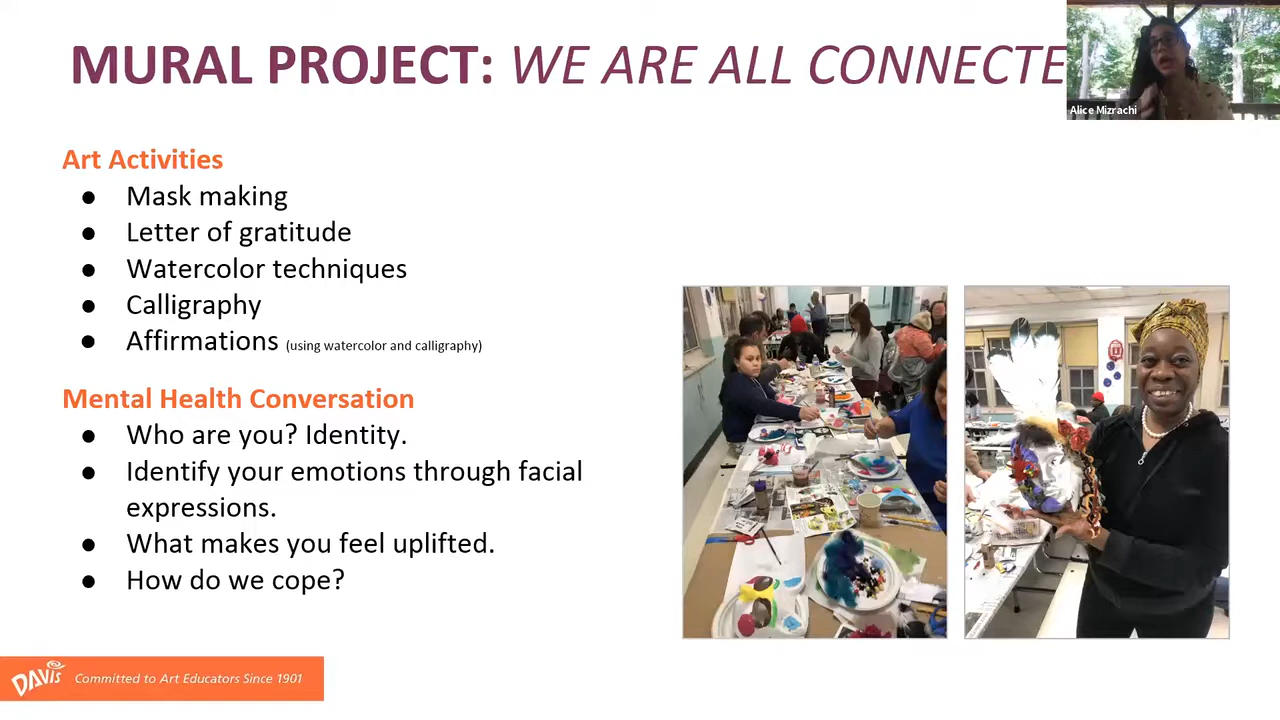 MURAL PROJECT: WE ARE ALL CONNECTE
Alice Mizrachi
Art Activities
● Mask making
● Letter of gratitude
● Watercolor techniques
● Calligraphy
● Affirmations (using watercolor and calligraphy)
Mental Health Conversation
● Who are you? Identity.
● Identify your emotions through facial
expressions.
● What makes you feel uplifted.
● How do we cope?
DAVIS Committed to Art Educators Since 1901